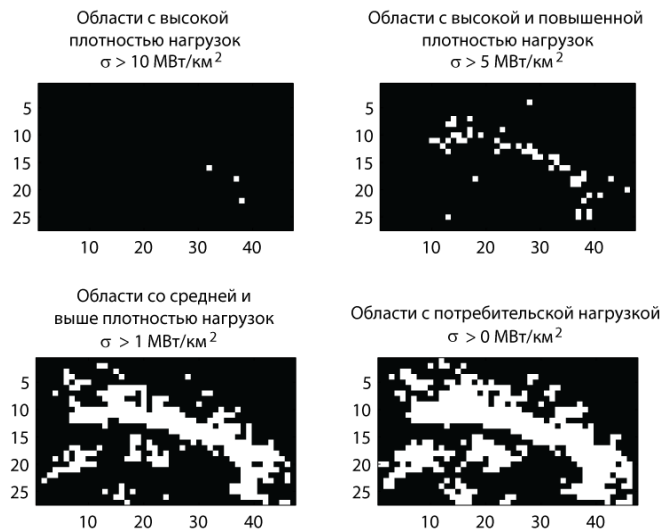 Области с высокой
плотностью нагрузок
σ > 10 МВт/км²
5
10
15
20
25
10 20 30 40
Области с высокой и повышенной
плотностью нагрузок
σ > 5 МВт/км²
5
10
15
20
25
10 20 30 40
Области со средней и
выше плотностью нагрузок
σ > 1 МВт/км²
5
10
15
20
25
10 20 30 40
Области с потребительской нагрузкой
σ > 0 МВт/км²
5
10
15
20
25
10 20 30 40